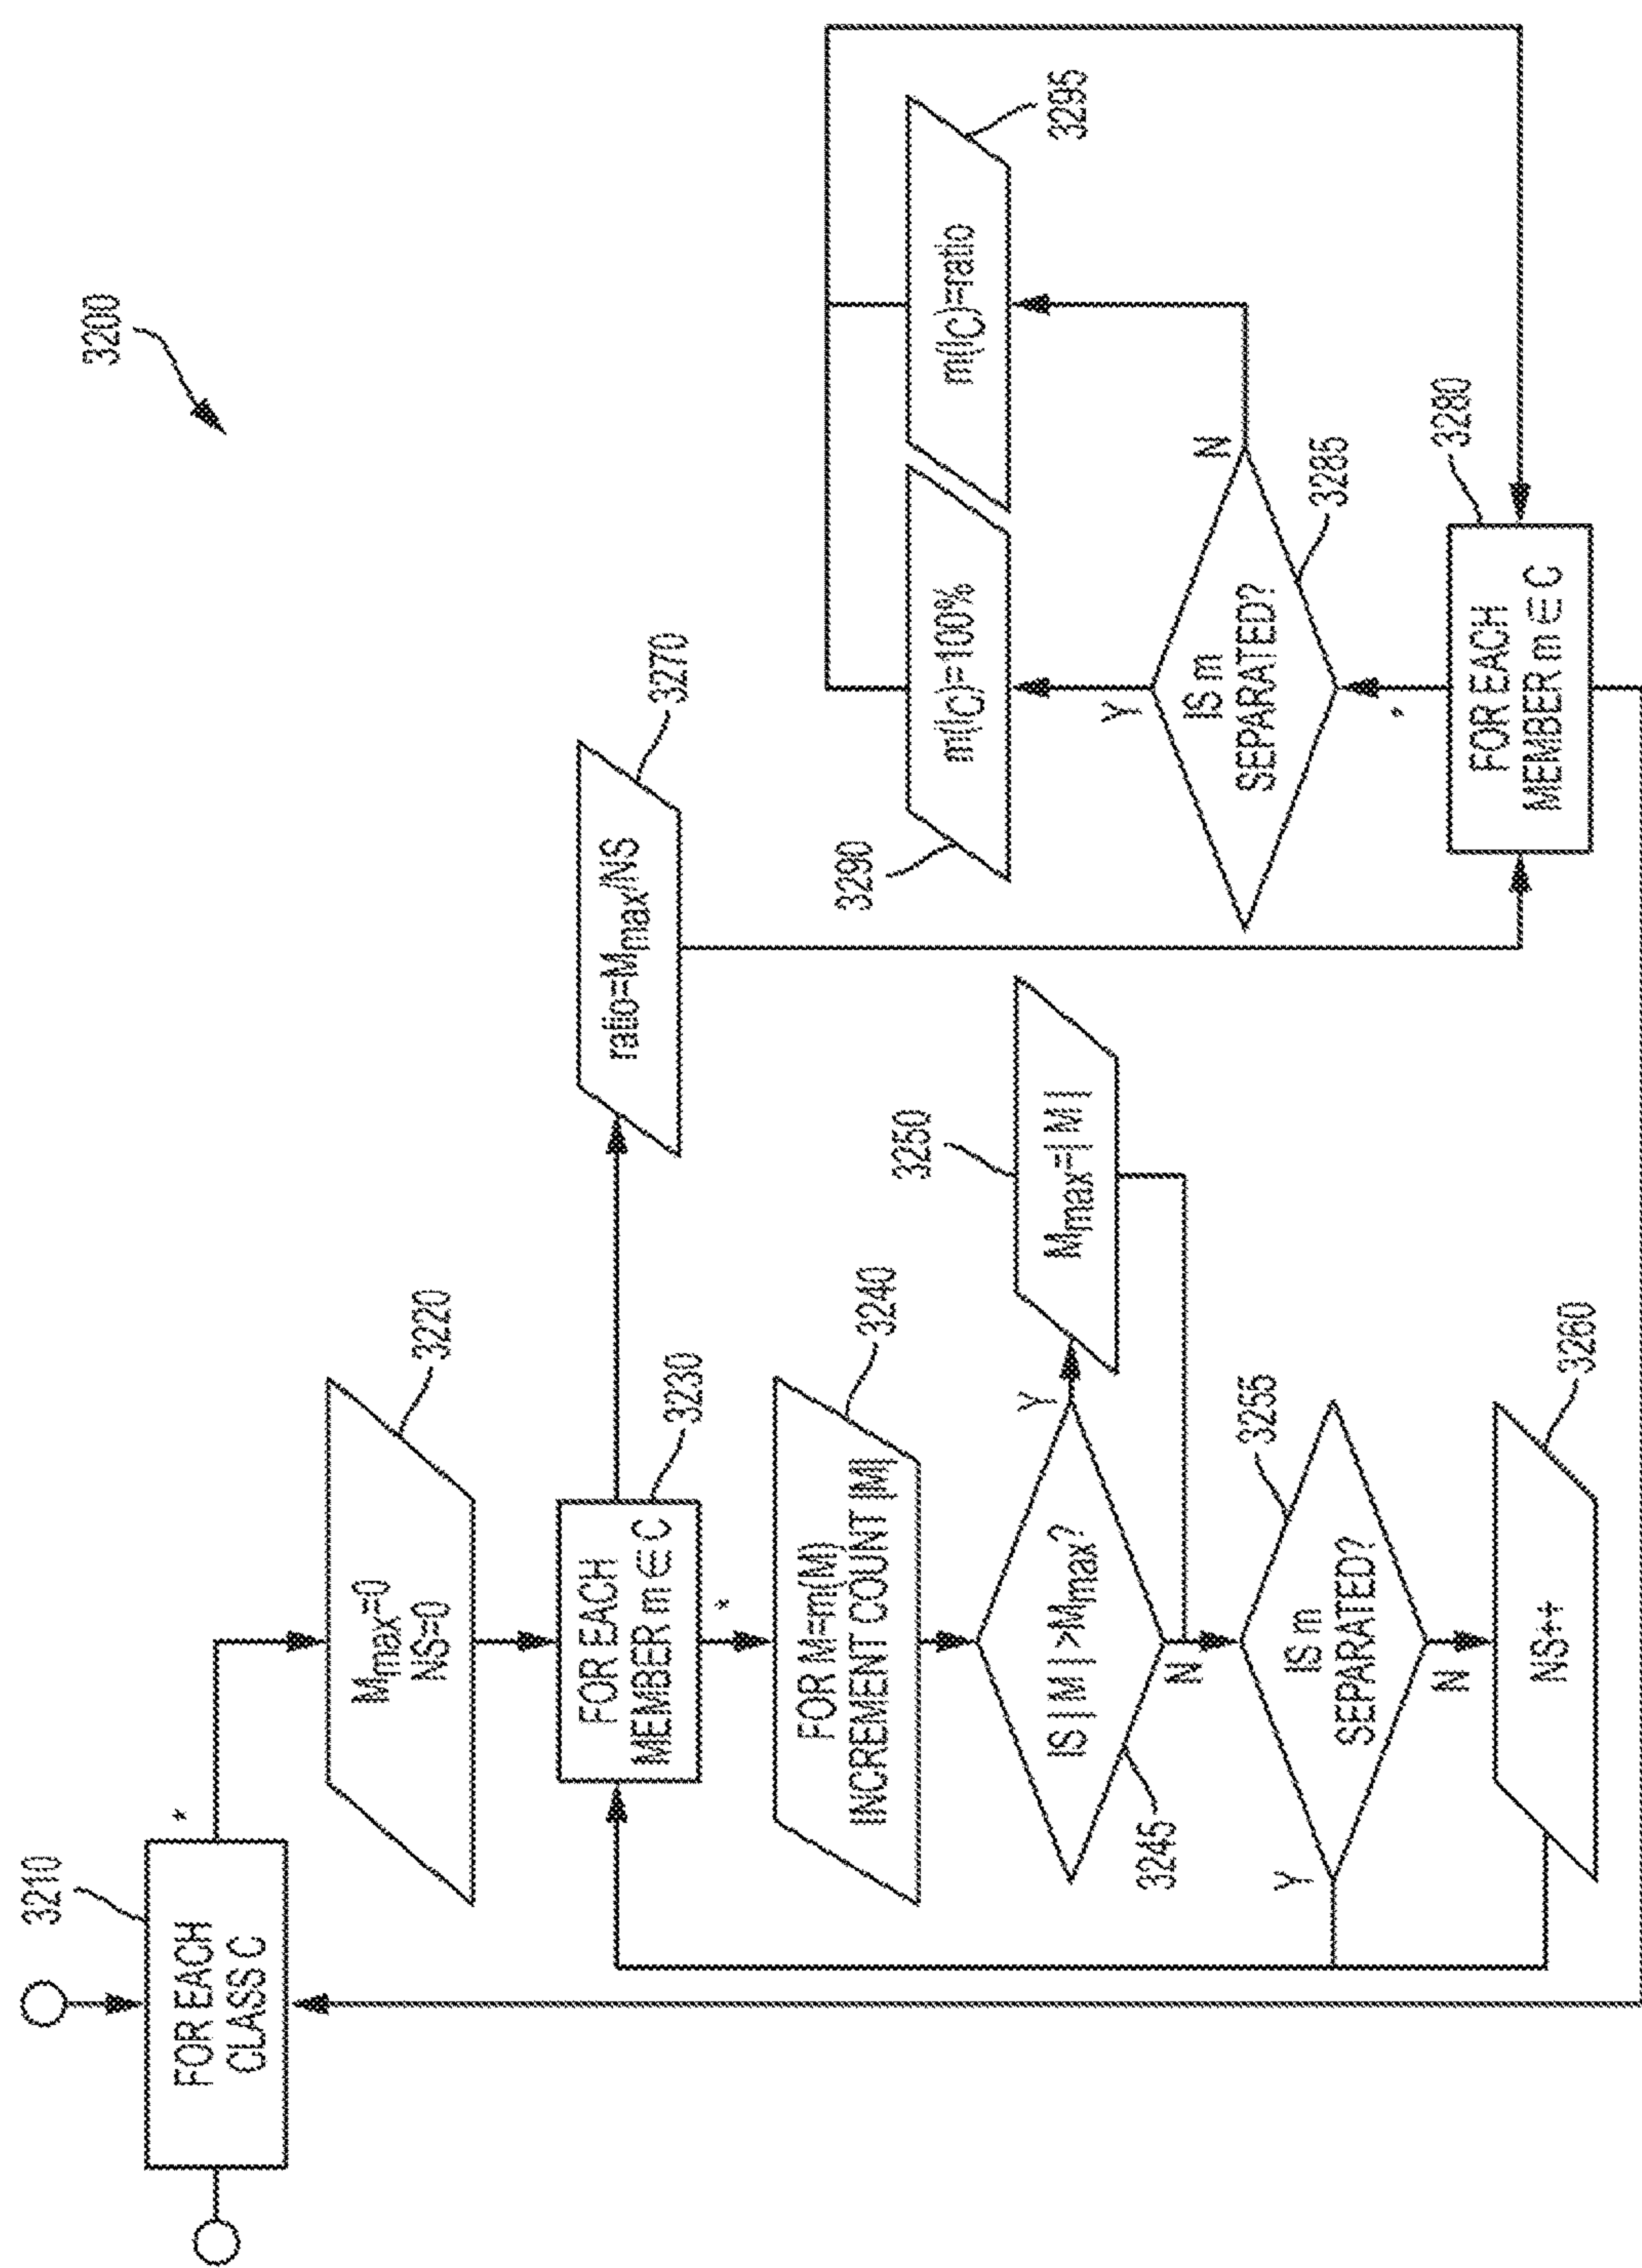 3200
3210
FOR EACH
CLASS C
*
Mmax=0
NS=0
3220
FOR EACH
MEMBER m∈C
3230
*
FOR M=m(M)
INCREMENT COUNT |M|
3240
IS | M | >Mmax?
3245
Y
N
Mmax=| M |
3250
IS m
SEPARATED?
3255
Y
N
NS++
3260
ratio=Mmax/NS
3270
FOR EACH
MEMBER m∈C
3280
*
IS m
SEPARATED?
3285
Y
N
m(IC)=100%
3290
m(IC)=ratio
3295